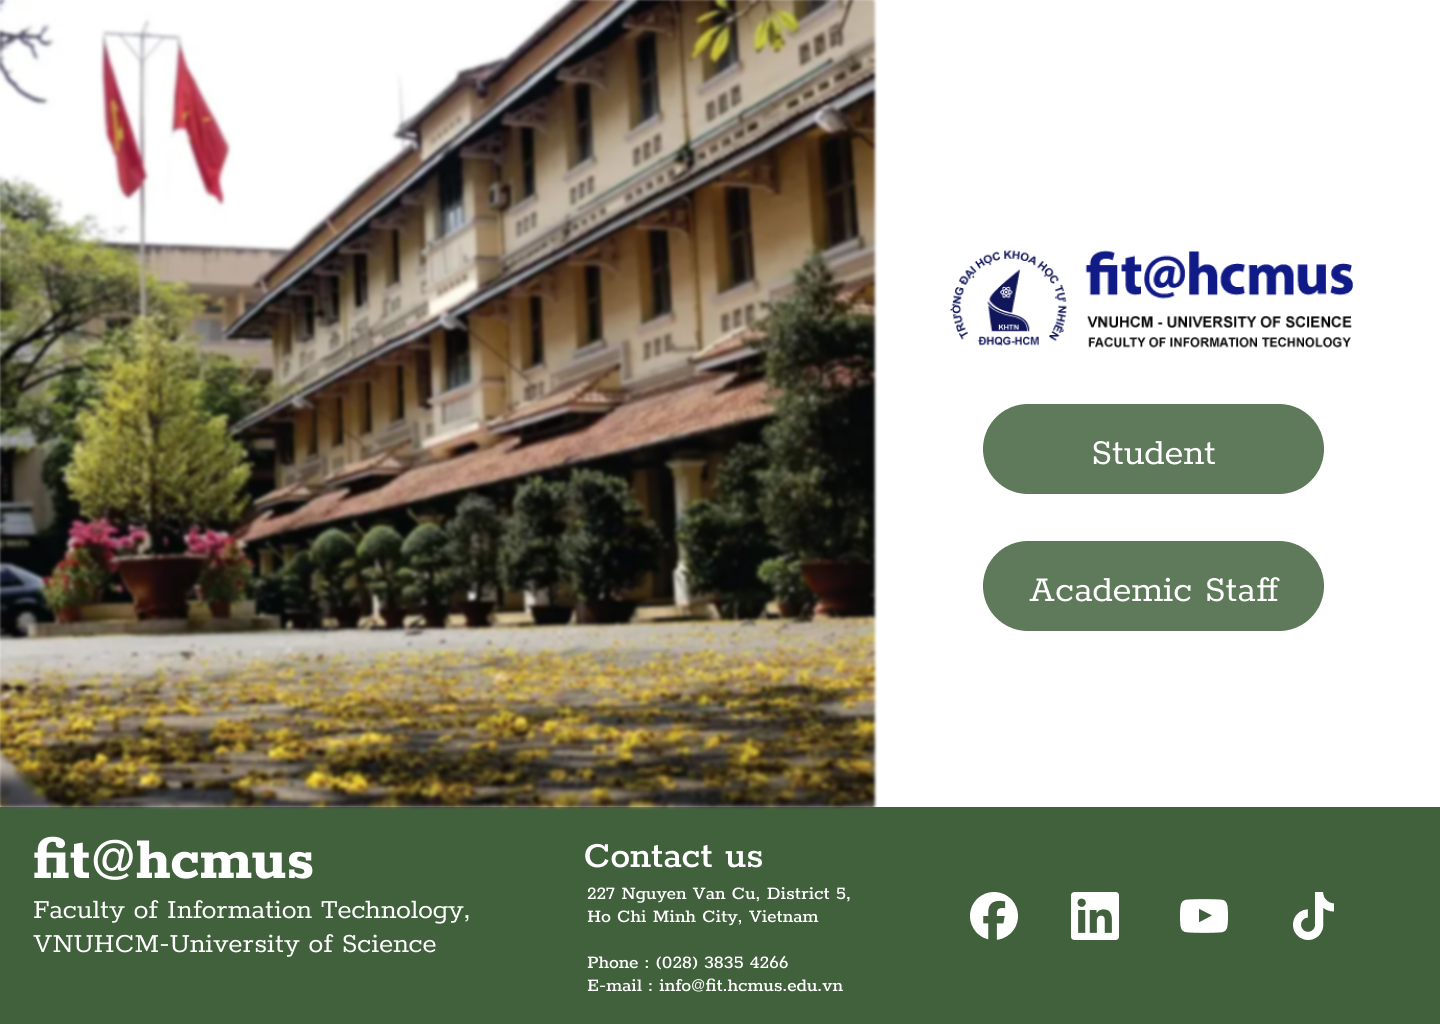 TRƯỜNG ĐẠI HỌC KHOA HỌC TỰ NHIÊN
KHTN
ĐHQG-HCM
fit@hcmus
VNUHCM - UNIVERSITY OF SCIENCE
FACULTY OF INFORMATION TECHNOLOGY
Student
Academic Staff
fit@hcmus
Faculty of Information Technology,
VNUHCM-University of Science
Contact us
227 Nguyen Van Cu, District 5,
Ho Chi Minh City, Vietnam
Phone : (028) 3835 4266
E-mail : info@fit.hcmus.edu.vn
in